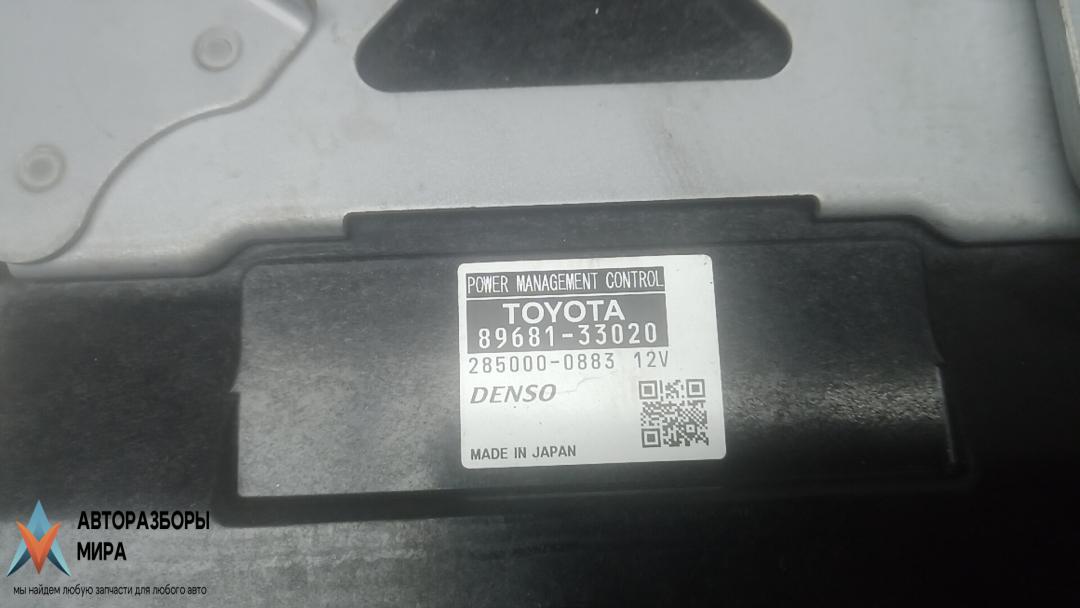 POWER MANAGEMENT CONTROL
TOYOTA
89681-33020
285000-0883 12V
DENSO
MADE IN JAPAN
АВТОРАЗБОРЫ
МИРА
мы найдем любую запчасти для любого авто